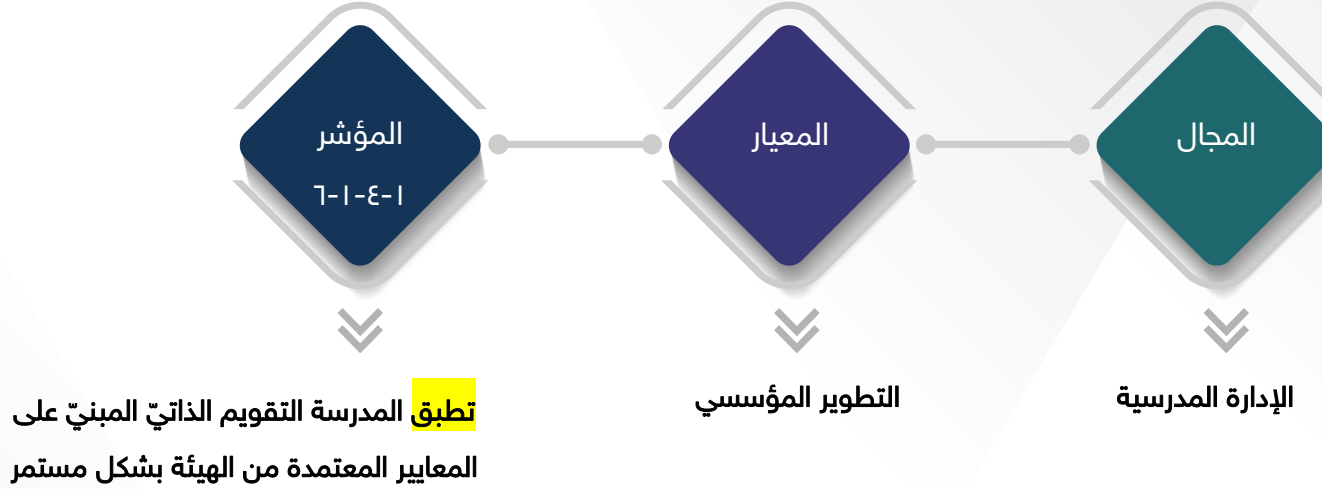 المجال
المعيار
المؤشر
١-٤-١-٦
الإدارة المدرسية
التطوير المؤسسي
تطبق المدرسة التقويم الذاتيّ المبنيّ على
المعايير المعتمدة من الهيئة بشكل مستمر